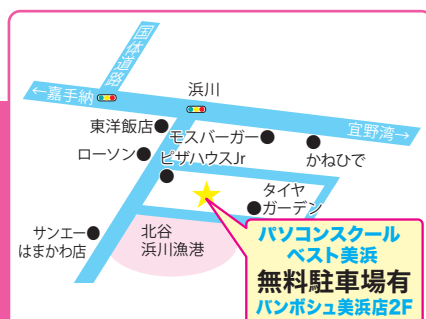 国体道路
←嘉手納
浜川
宜野湾→
東洋飯店
モスバーガー
かねひで
ローソン
ピザハウスJr
タイヤ
ガーデン
サンエー
はまかわ店
北谷
浜川漁港
パソコンスクール
ベスト美浜
無料駐車場有
バンボシュ美浜店2F